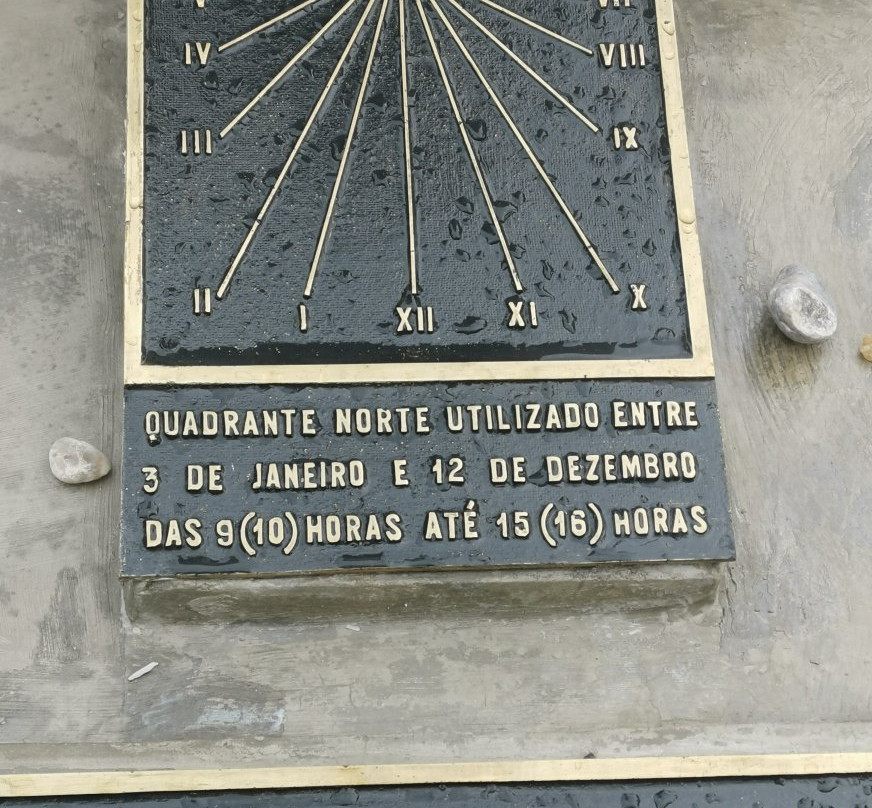 V VII
IV VIII
III IX
II X
I XII XI
QUADRANTE NORTE UTILIZADO ENTRE
3 DE JANEIRO E 12 DE DEZEMBRO
DAS 9(10) HORAS ATÉ 15 (16) HORAS